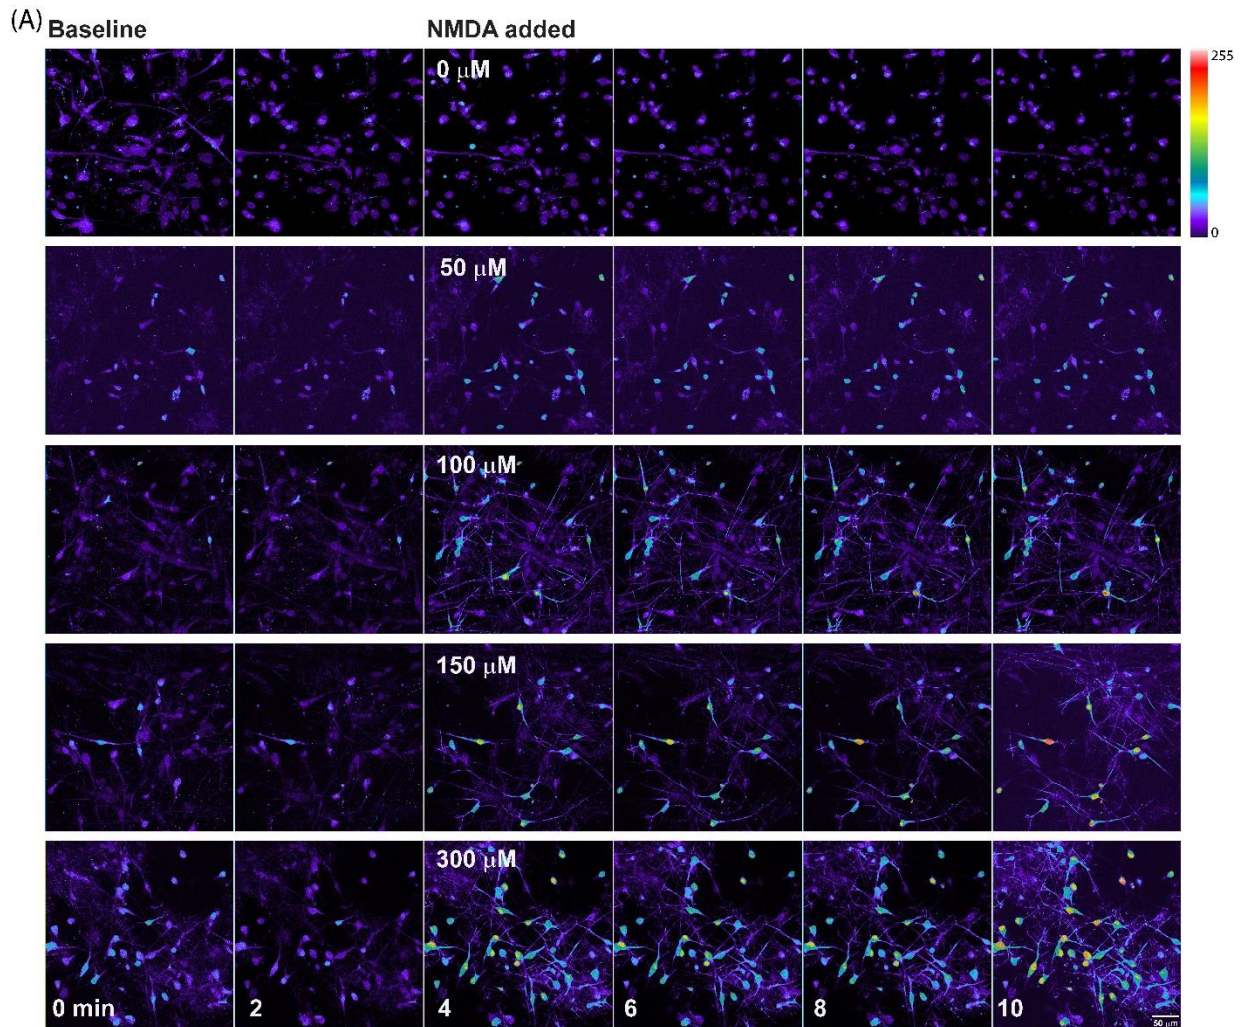 (A)
Baseline NMDA added
0 μM
255
0
50 μM
100 μM
150 μM
300 μM
0 min 2 4 6 8 10
50 μm